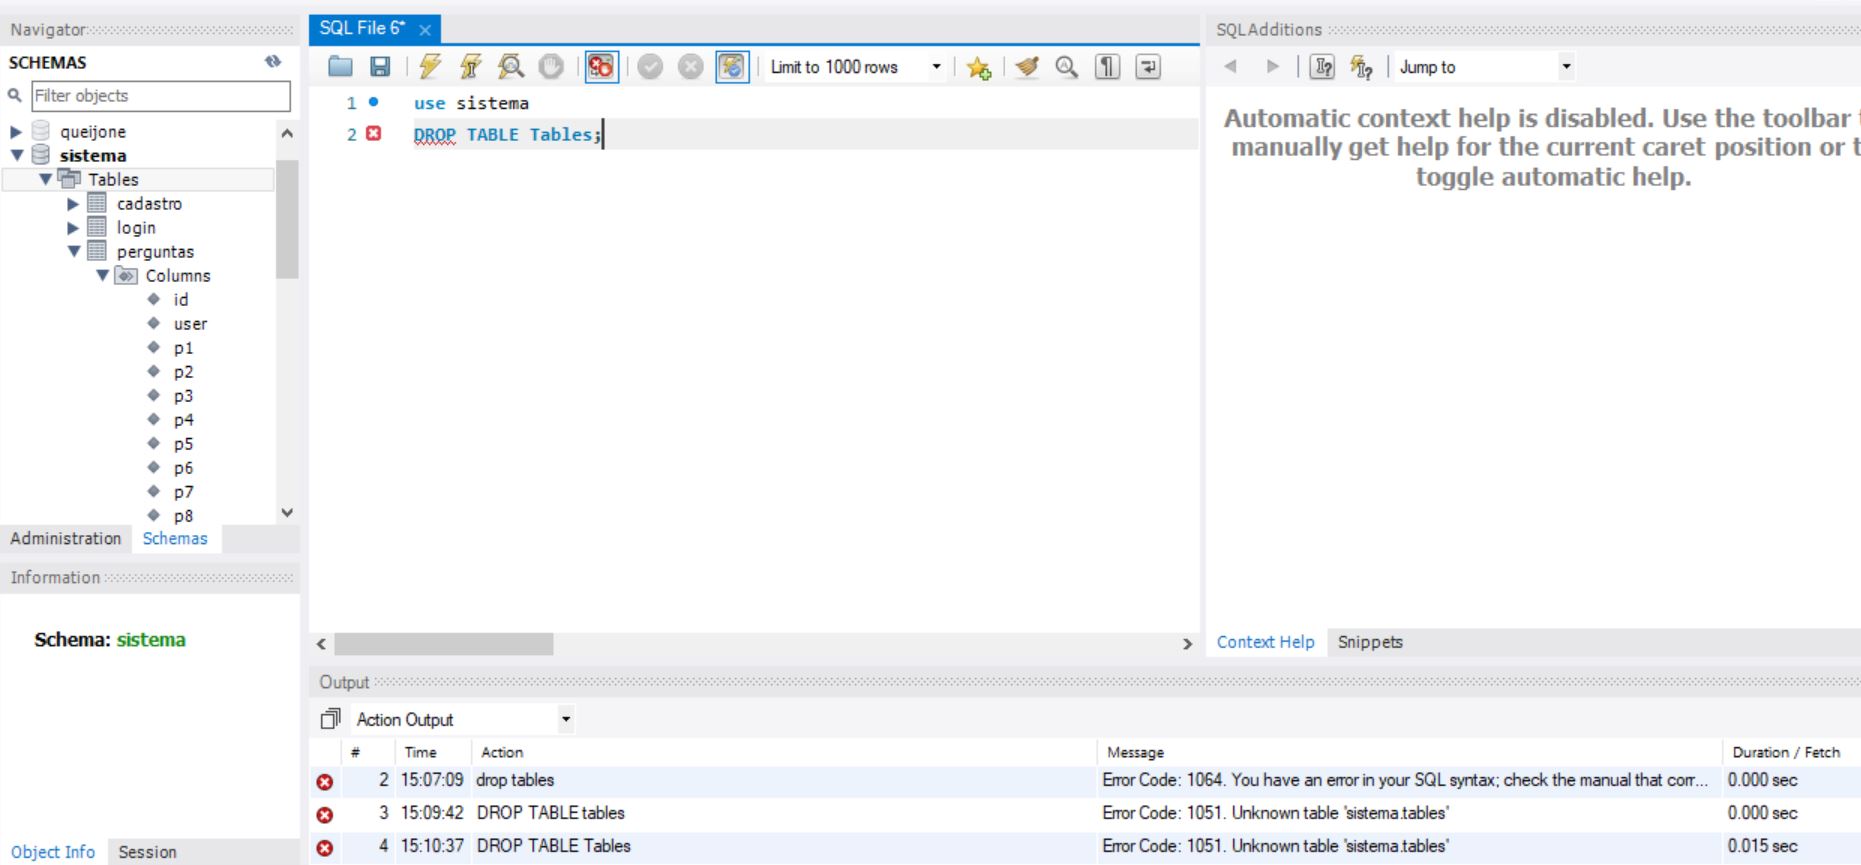 Navigator
SCHEMAS
Filter objects
queijone
sistema
Tables
cadastro
login
perguntas
Columns
id
user
p1
p2
p3
p4
p5
p6
p7
p8
Administration Schemas
Information
Schema: sistema
Object Info Session
SQL File 6*
Limit to 1000 rows
1 use sistema
2 DROP TABLE Tables;
SQLAdditions
Jump to
Automatic context help is disabled. Use the toolbar
manually get help for the current caret position or
toggle automatic help.
Context Help Snippets
Output
Action Output
# Time Action Message Duration / Fetch
2 15:07:09 drop tables Error Code: 1064. You have an error in your SQL syntax; check the manual that corr... 0.000 sec
3 15:09:42 DROP TABLE tables Error Code: 1051. Unknown table 'sistema.tables' 0.000 sec
4 15:10:37 DROP TABLE Tables Error Code: 1051. Unknown table 'sistema.tables' 0.015 sec